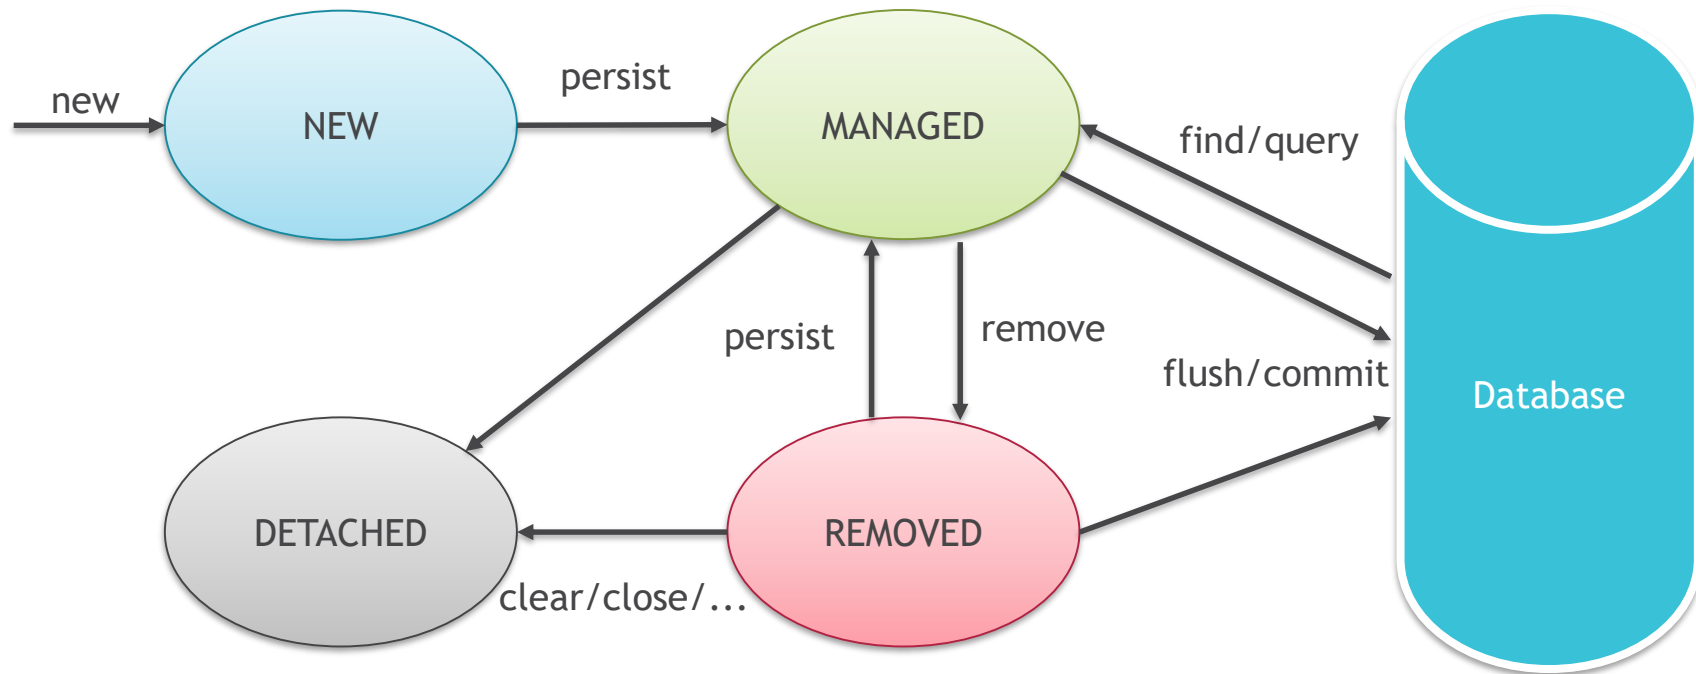 new
NEW
persist
MANAGED
find/query
persist
remove
flush/commit
Database
DETACHED
REMOVED
clear/close/...